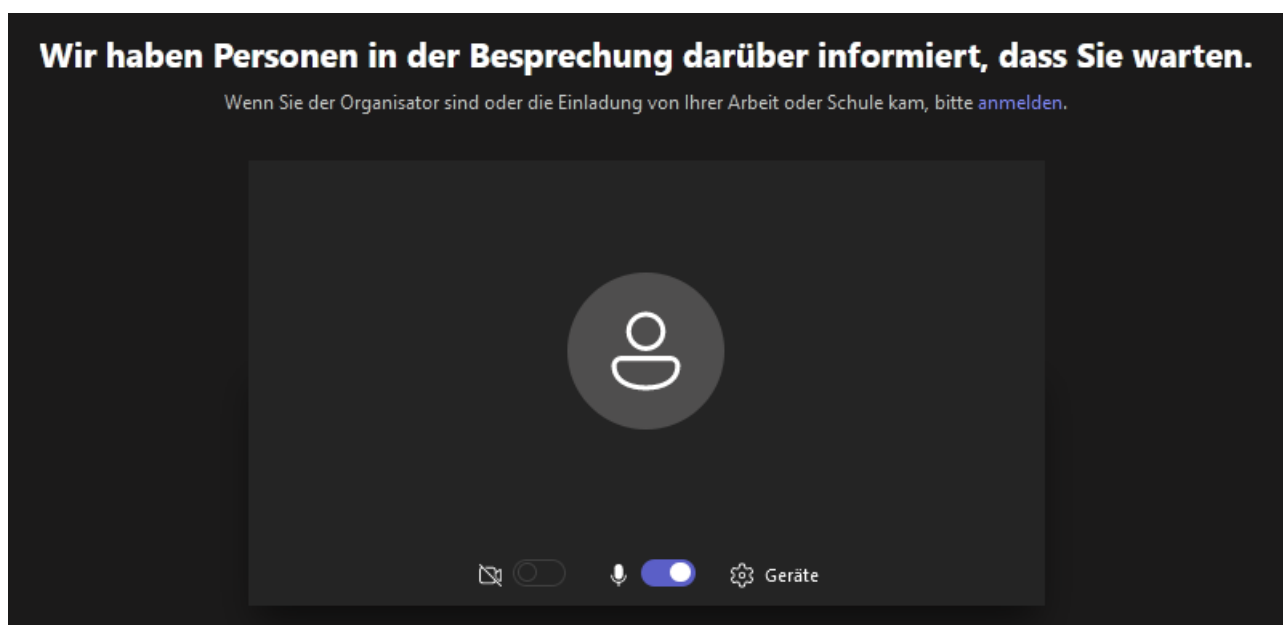 Wir haben Personen in der Besprechung darüber informiert, dass Sie warten.
Wenn Sie der Organisator sind oder die Einladung von Ihrer Arbeit oder Schule kam, bitte anmelden.
Geräte